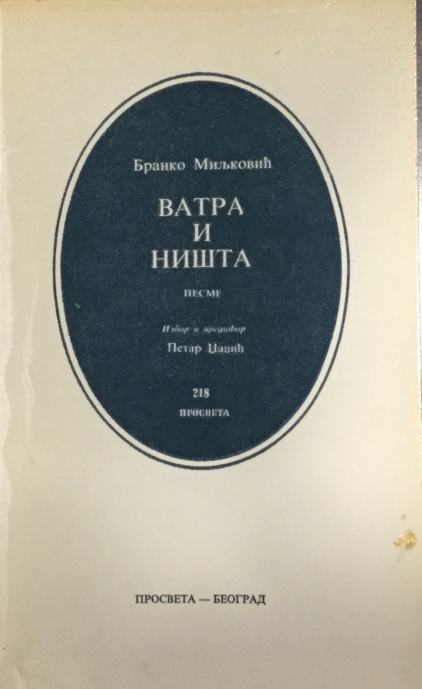 Бранко Миљковић
ВАТРА
И
НИШТА
ПЕСМЕ
Избор и предговор
Петар Џаџић
218
ПРОСВЕТА
ПРОСВЕТА — БЕОГРАД